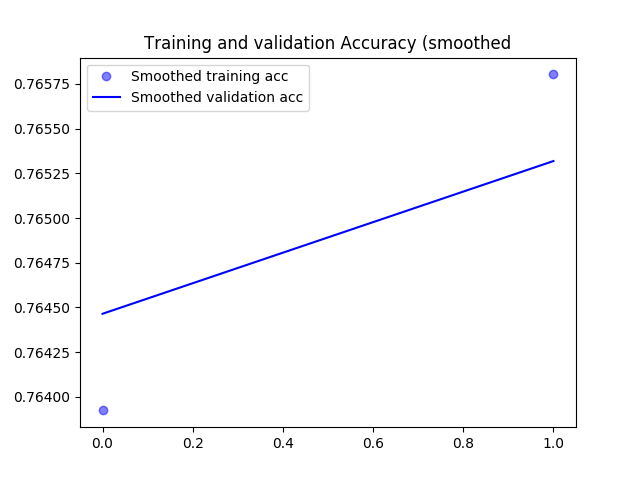 Training and validation Accuracy (smoothed
Smoothed training acc
Smoothed validation acc
0.76575
0.76550
0.76525
0.76500
0.76475
0.76450
0.76425
0.76400
0.0 0.2 0.4 0.6 0.8 1.0